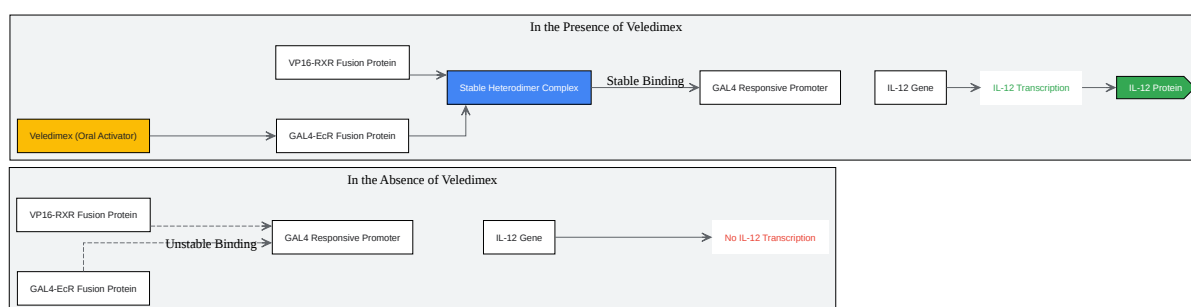 In the Presence of Veledimex
VP16-RXR Fusion Protein
Stable Heterodimer Complex
Stable Binding
GAL4 Responsive Promoter
IL-12 Gene
IL-12 Transcription
IL-12 Protein
Veledimex (Oral Activator)
GAL4-EcR Fusion Protein
In the Absence of Veledimex
VP16-RXR Fusion Protein
Unstable Binding
GAL4 Responsive Promoter
IL-12 Gene
No IL-12 Transcription
GAL4-EcR Fusion Protein